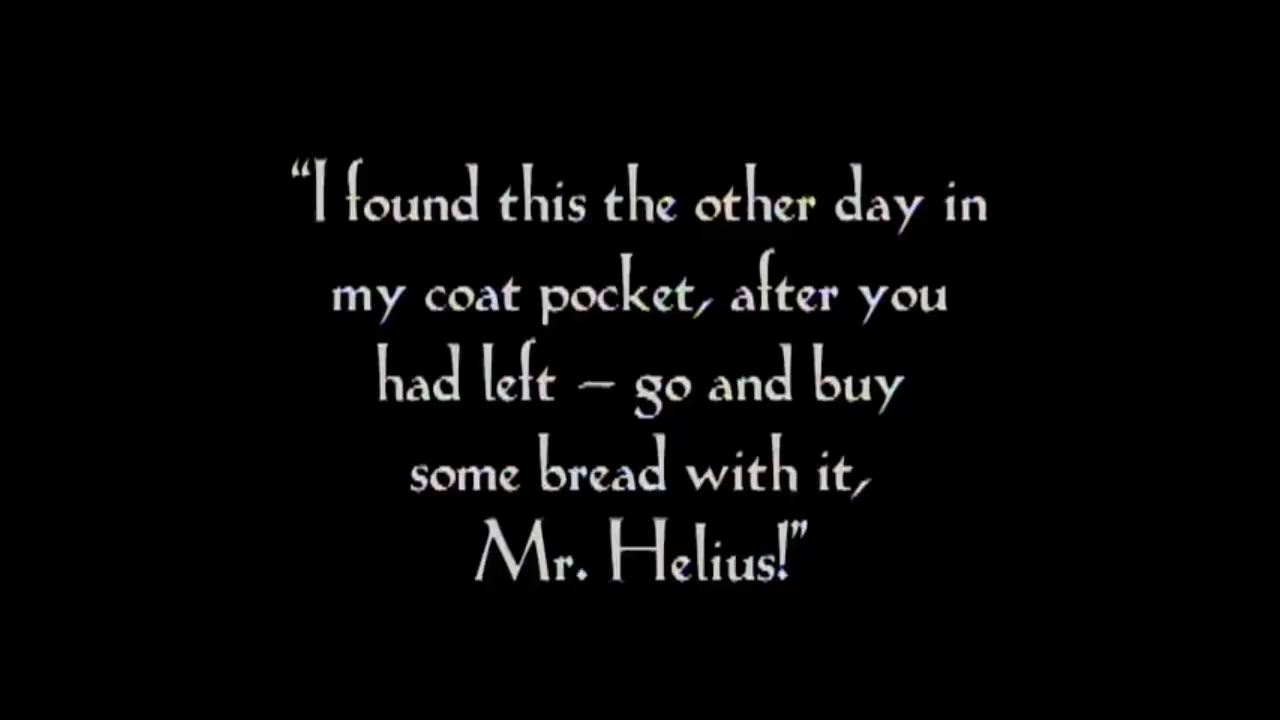 “I found this the other day in
my coat pocket, after you
had left – go and buy
some bread with it,
Mr. Helius!”